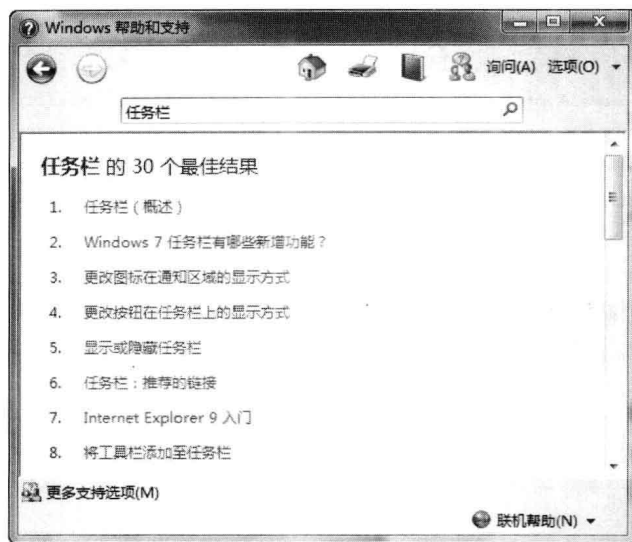 Windows 帮助和支持
询问(A) 选项(O)
任务栏
任务栏 的 30 个最佳结果
1. 任务栏（概述）
2. Windows 7 任务栏有哪些新增功能？
3. 更改图标在通知区域的显示方式
4. 更改按钮在任务栏上的显示方式
5. 显示或隐藏任务栏
6. 任务栏：推荐的链接
7. Internet Explorer 9 入门
8. 将工具栏添加至任务栏
更多支持选项(M)
联机帮助(N)